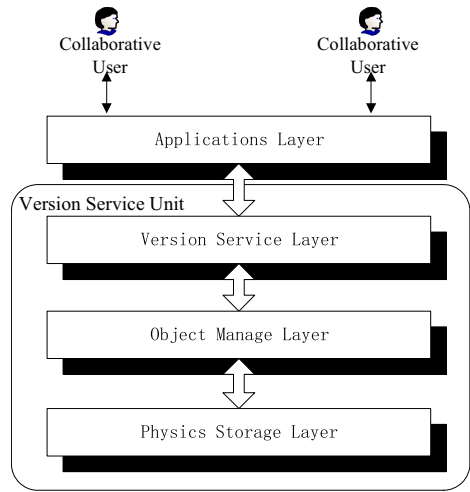 Collaborative
User
Collaborative
User
Applications Layer
Version Service Unit
Version Service Layer
Object Manage Layer
Physics Storage Layer